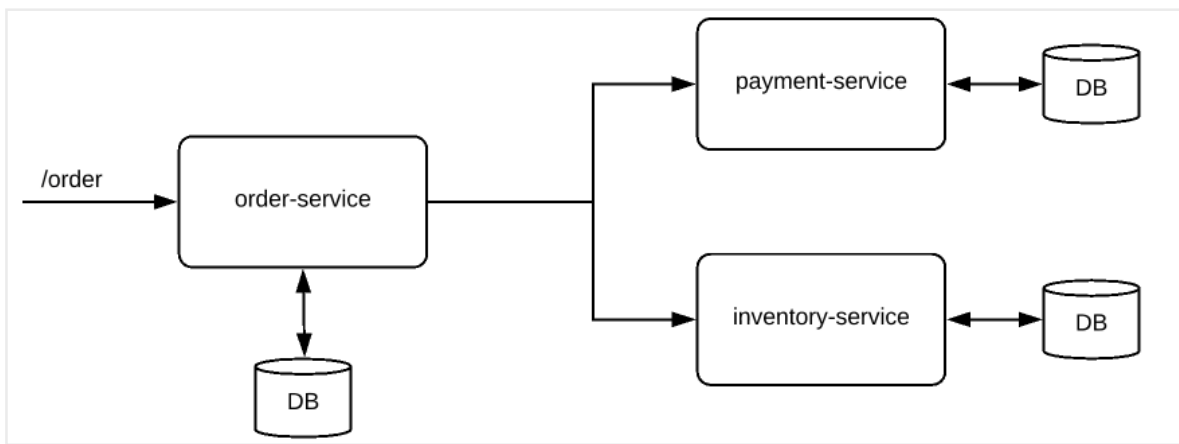 /order
order-service
DB
payment-service
DB
inventory-service
DB